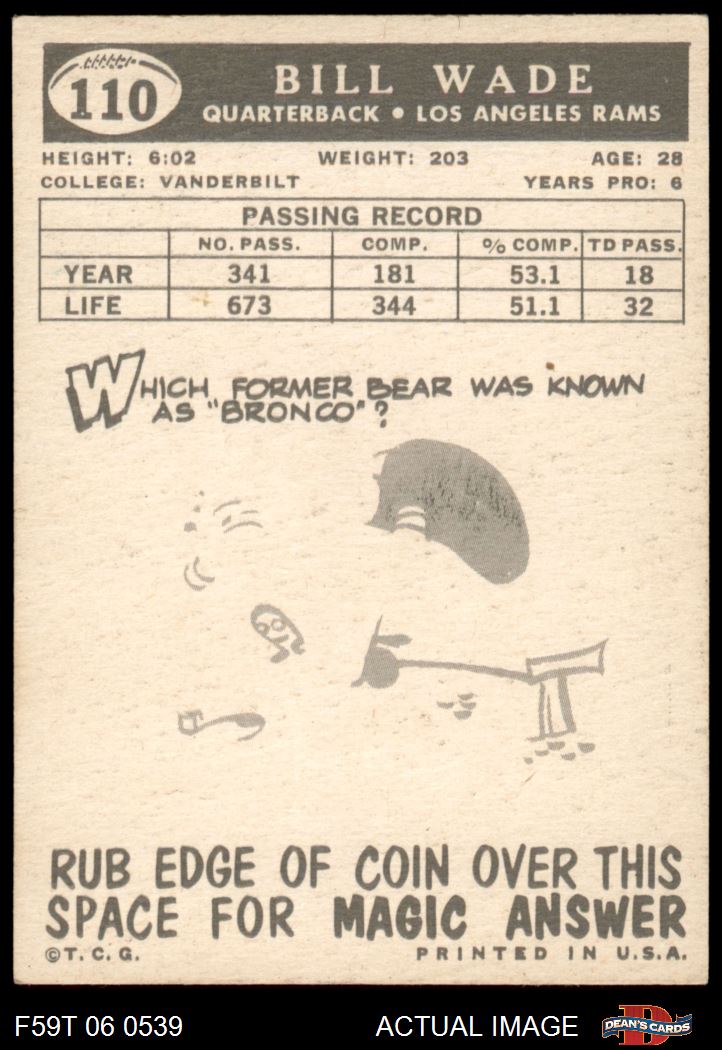 110
BILL WADE
QUARTERBACK • LOS ANGELES RAMS
HEIGHT: 6:02 WEIGHT: 203 AGE: 28
COLLEGE: VANDERBILT YEARS PRO: 6
PASSING RECORD
NO. PASS. COMP. % COMP. TD PASS.
YEAR 341 181 53.1 18
LIFE 673 344 51.1 32
WHICH FORMER BEAR WAS KNOWN
AS "BRONCO"?
RUB EDGE OF COIN OVER THIS
SPACE FOR MAGIC ANSWER
©T.C.G. PRINTED IN U.S.A.
F59T 06 0539 ACTUAL IMAGE D DEAN'S CARDS